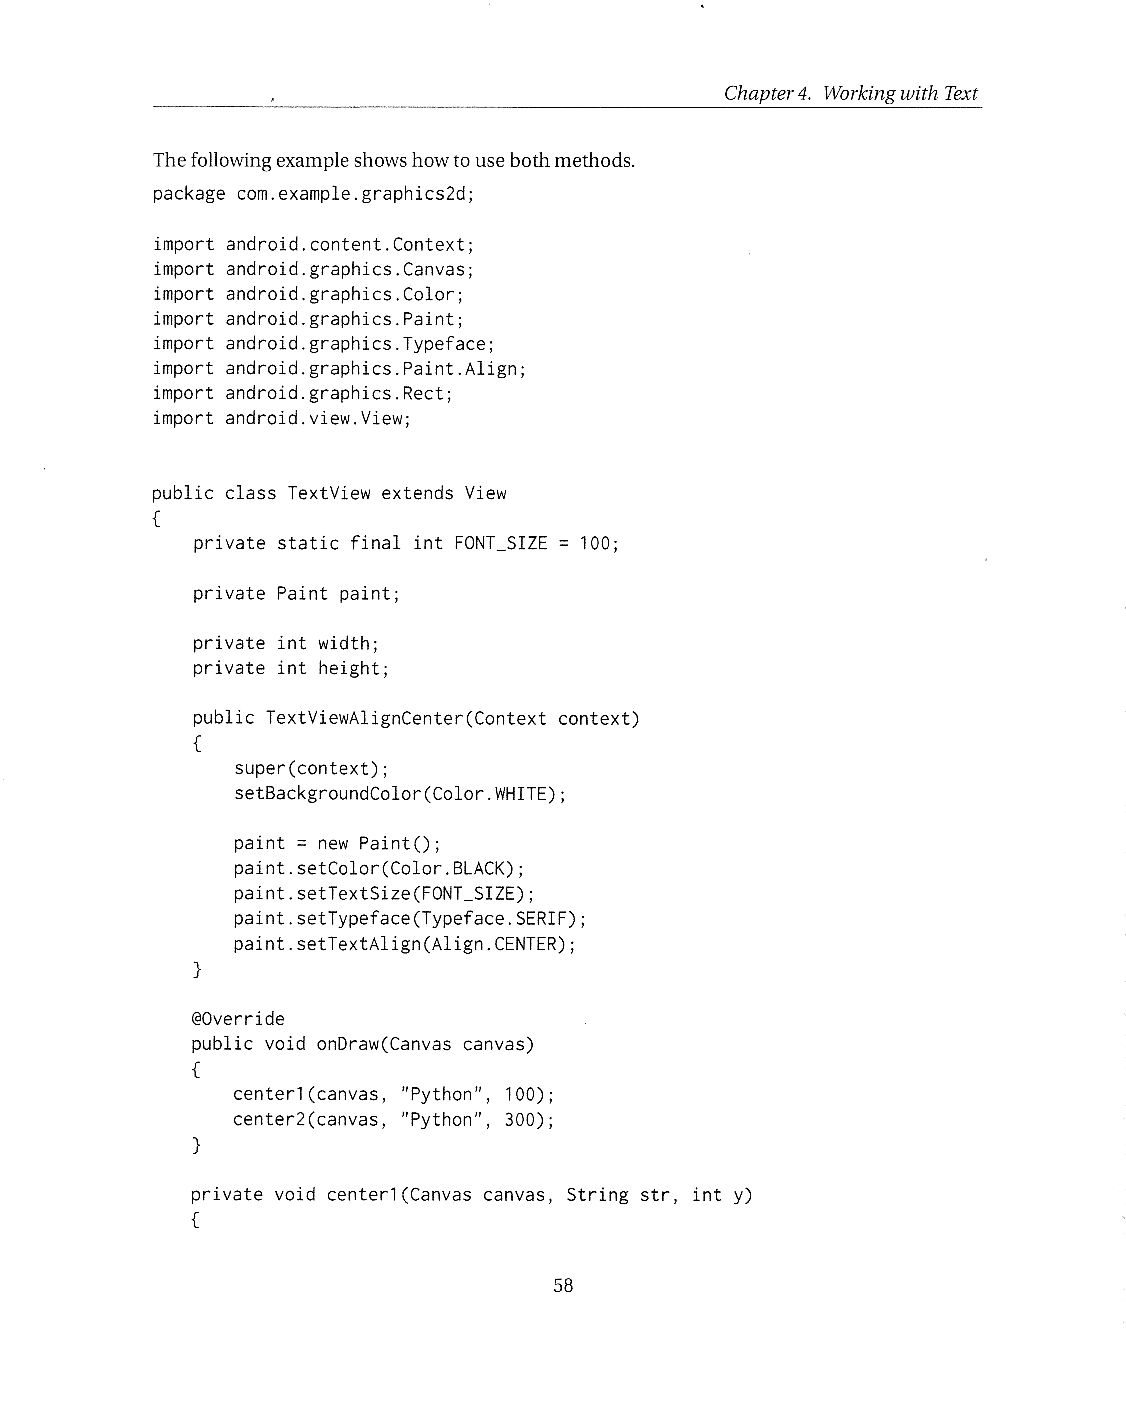 Chapter 4. Working with Text
The following example shows how to use both methods.
package com.example.graphics2d;
import android.content.Context;
import android.graphics.Canvas;
import android.graphics.Color;
import android.graphics.Paint;
import android.graphics.Typeface;
import android.graphics.Paint.Align;
import android.graphics.Rect;
import android.view.View;
public class TextView extends View
{
    private static final int FONT_SIZE = 100;
    private Paint paint;
    private int width;
    private int height;
    public TextViewAlignCenter(Context context)
    {
        super(context);
        setBackgroundColor(Color.WHITE);
        paint = new Paint();
        paint.setColor(Color.BLACK);
        paint.setTextSize(FONT_SIZE);
        paint.setTypeface(Typeface.SERIF);
        paint.setTextAlign(Align.CENTER);
    }
    @Override
    public void onDraw(Canvas canvas)
    {
        center1(canvas, "Python", 100);
        center2(canvas, "Python", 300);
    }
    private void center1(Canvas canvas, String str, int y)
    {
58